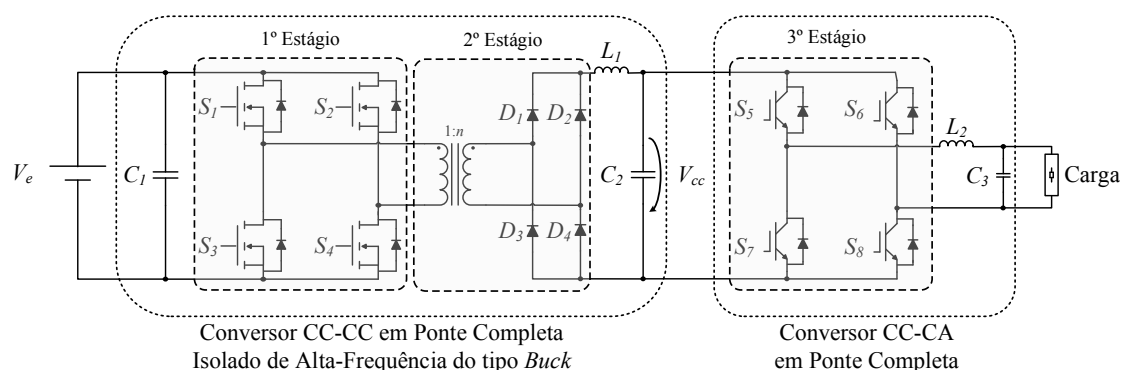 1º Estágio
2º Estágio
L1
3º Estágio
S1
S2
D1
D2
S5
S6
1:n
L2
Ve
C1
C2
Vcc
C3
Carga
S3
S4
D3
D4
S7
S8
Conversor CC-CC em Ponte Completa
Isolado de Alta-Frequência do tipo Buck
Conversor CC-CA
em Ponte Completa